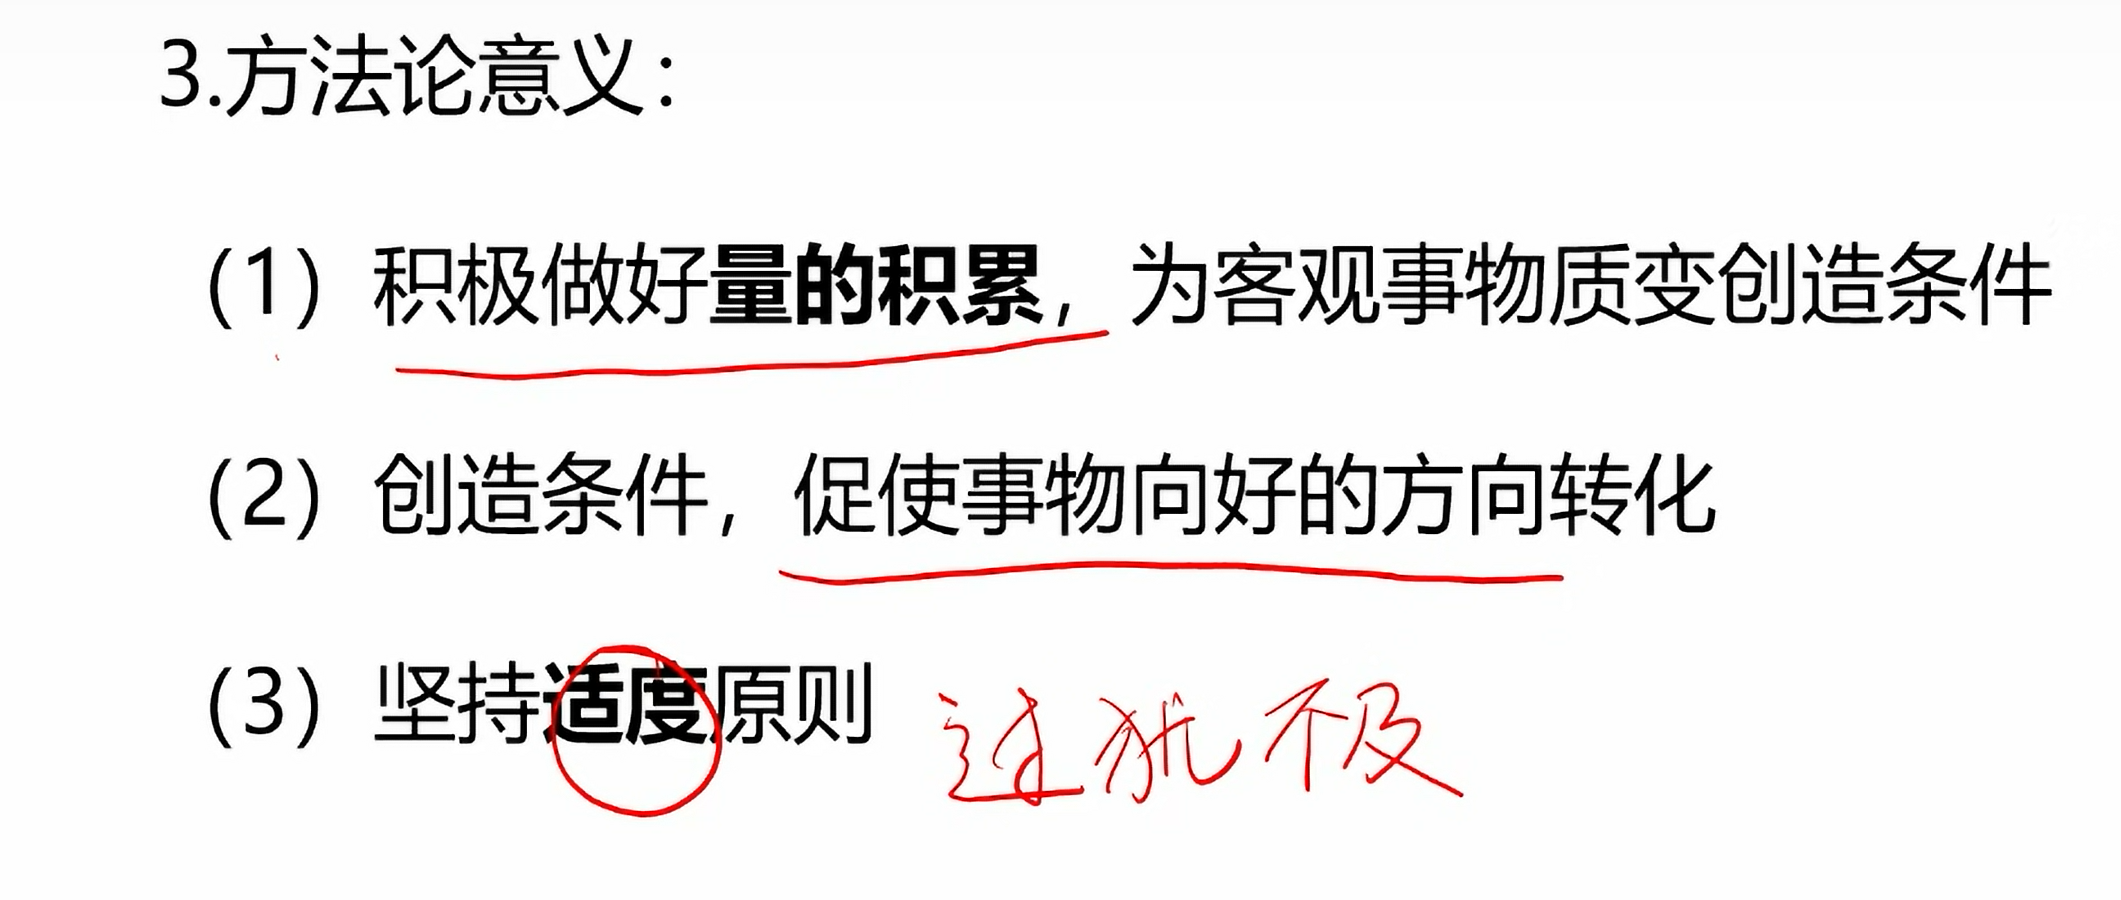 3.方法论意义：
（1）积极做好量的积累，为客观事物质变创造条件
（2）创造条件，促使事物向好的方向转化
（3）坚持适度原则 过犹不及